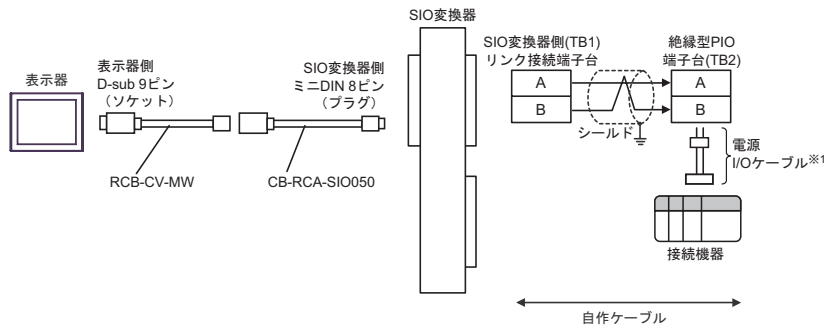 SIO変換器
表示器
表示器側
D-sub 9ピン
（ソケット）
SIO変換器側
ミニDIN 8ピン
（プラグ）
RCB-CV-MW
CB-RCA-SIO050
SIO変換器側(TB1)
リンク接続端子台
A
B
シールド
絶縁型PIO
端子台(TB2)
A
B
電源
I/Oケーブル※1
接続機器
自作ケーブル